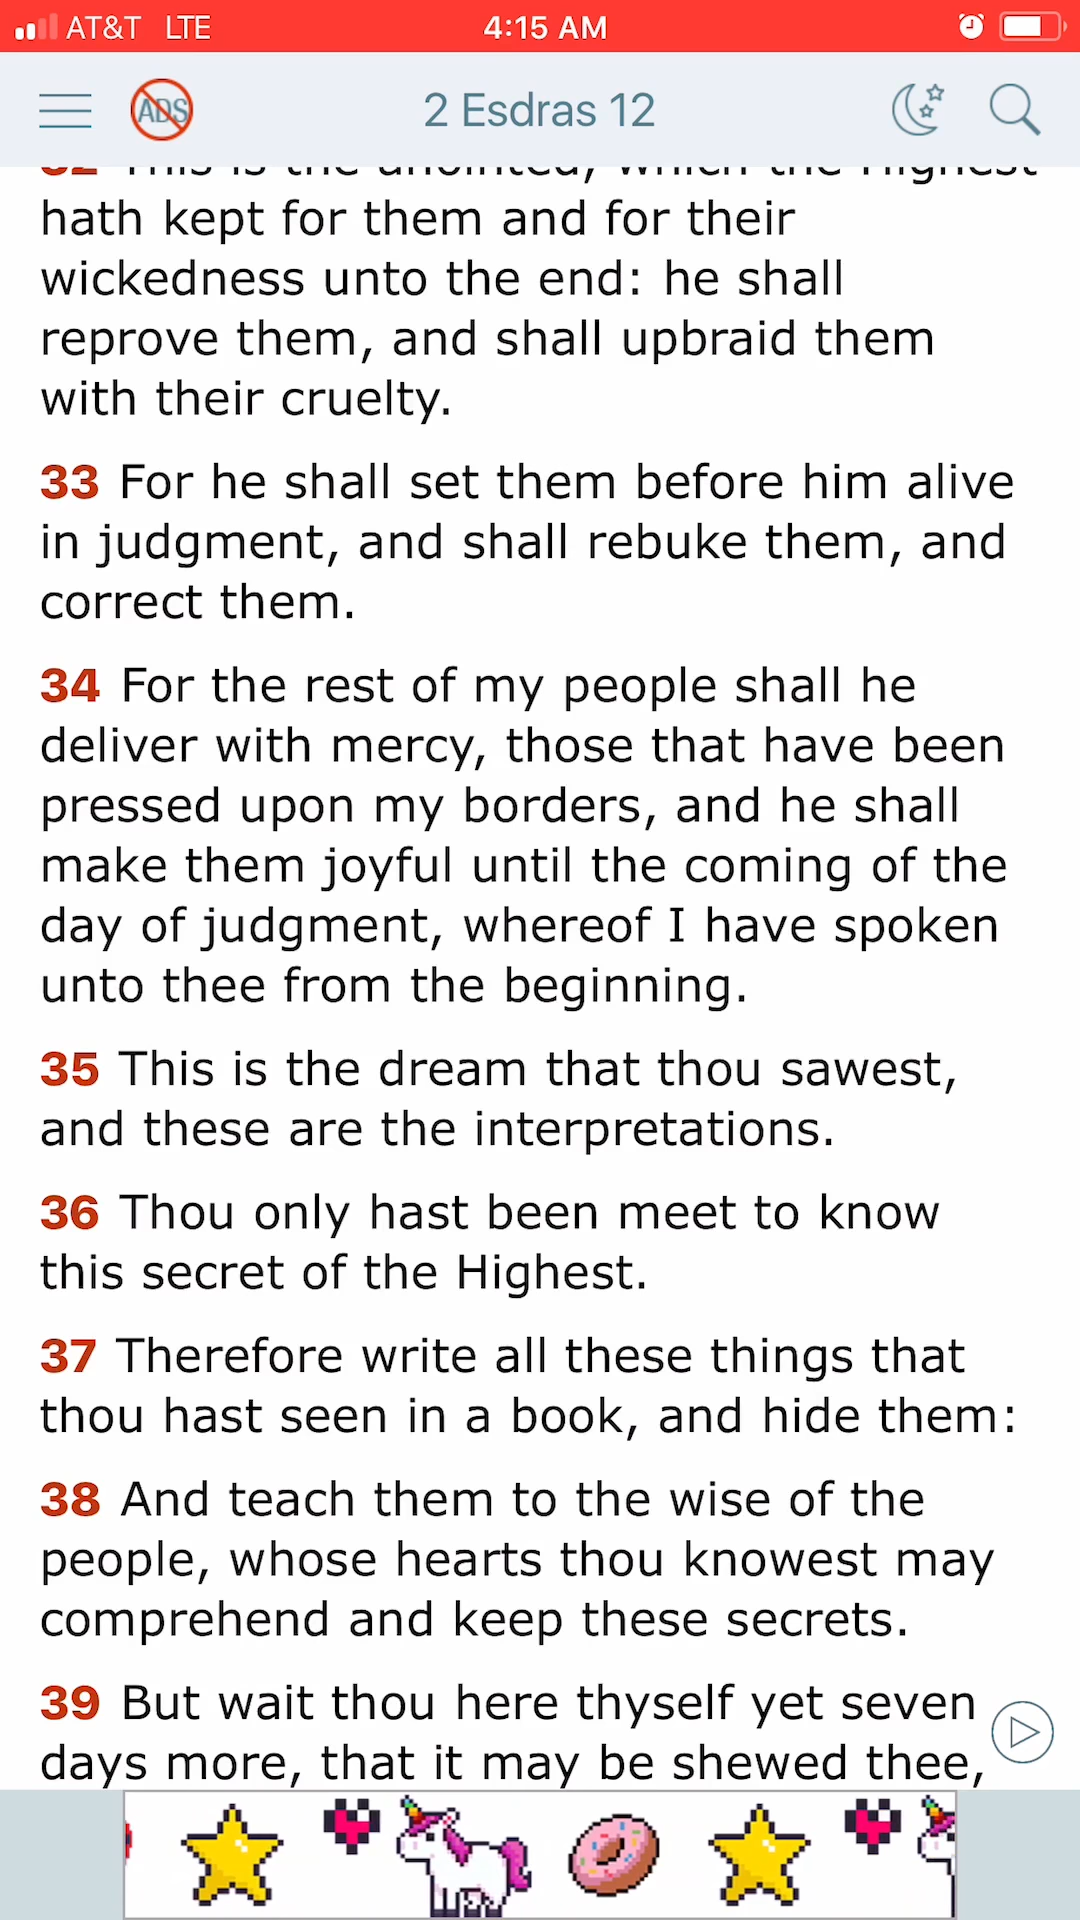 AT&T LTE 4:15 AM
ADS 2 Esdras 12
32 This is the anointed, which the Highest
hath kept for them and for their
wickedness unto the end: he shall
reprove them, and shall upbraid them
with their cruelty.
33 For he shall set them before him alive
in judgment, and shall rebuke them, and
correct them.
34 For the rest of my people shall he
deliver with mercy, those that have been
pressed upon my borders, and he shall
make them joyful until the coming of the
day of judgment, whereof I have spoken
unto thee from the beginning.
35 This is the dream that thou sawest,
and these are the interpretations.
36 Thou only hast been meet to know
this secret of the Highest.
37 Therefore write all these things that
thou hast seen in a book, and hide them:
38 And teach them to the wise of the
people, whose hearts thou knowest may
comprehend and keep these secrets.
39 But wait thou here thyself yet seven
days more, that it may be shewed thee,